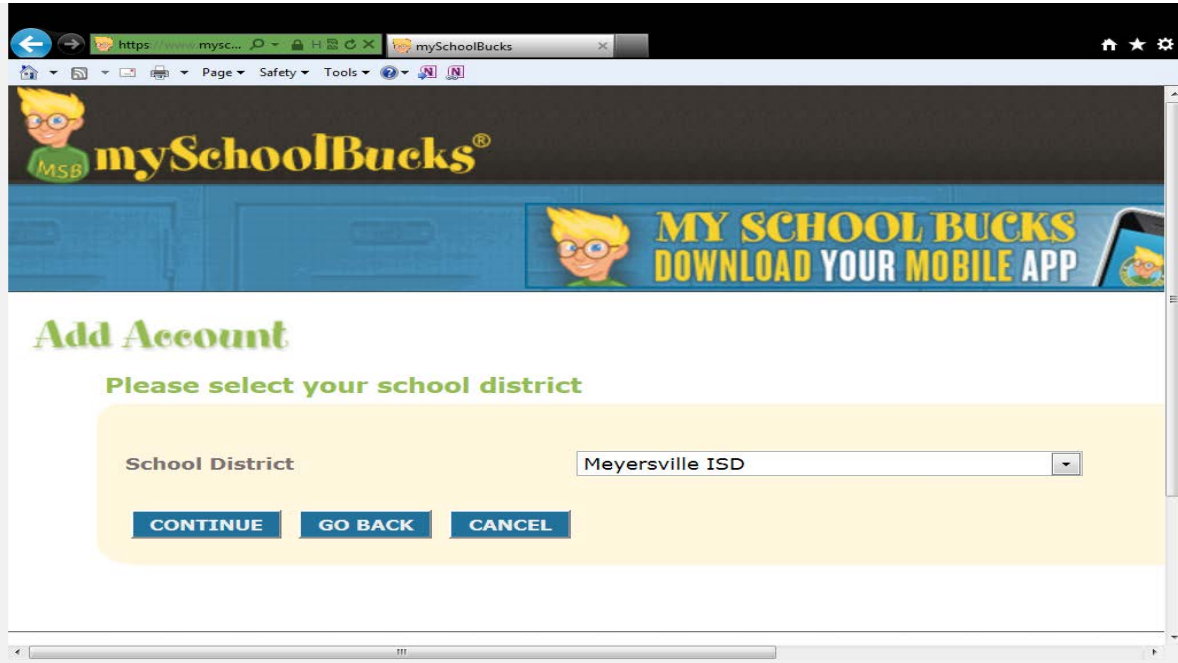 https://www.mysc...
mySchoolBucks
Page Safety Tools
MSB mySchoolBucks®
MY SCHOOL BUCKS
DOWNLOAD YOUR MOBILE APP
Add Account
Please select your school district
School District Meyersville ISD
CONTINUE GO BACK CANCEL